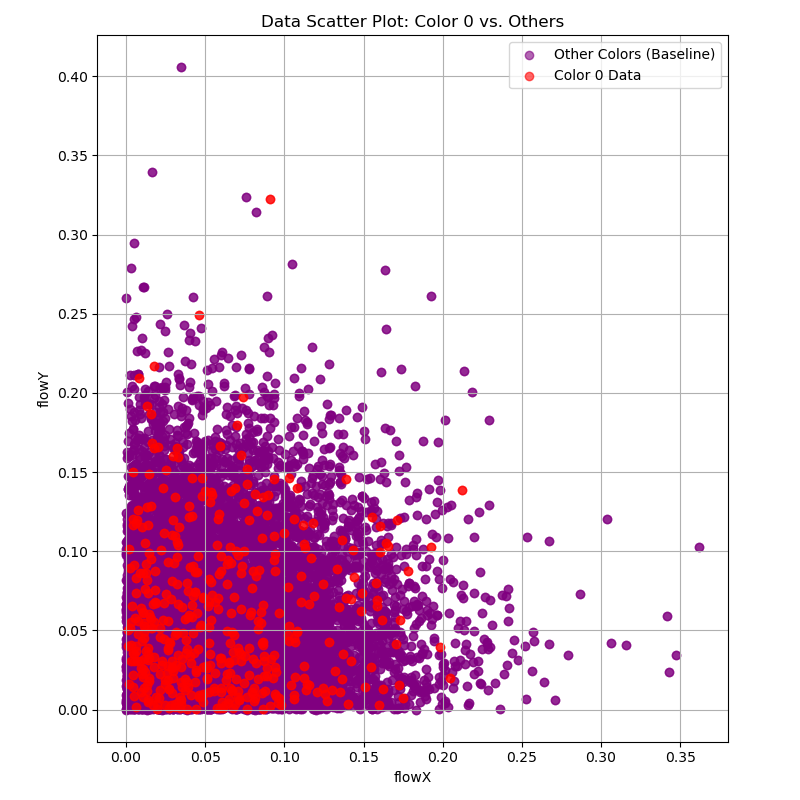 Data Scatter Plot: Color 0 vs. Others
Other Colors (Baseline)
Color 0 Data
flowY
0.40
0.35
0.30
0.25
0.20
0.15
0.10
0.05
0.00
0.00 0.05 0.10 0.15 0.20 0.25 0.30 0.35
flowX